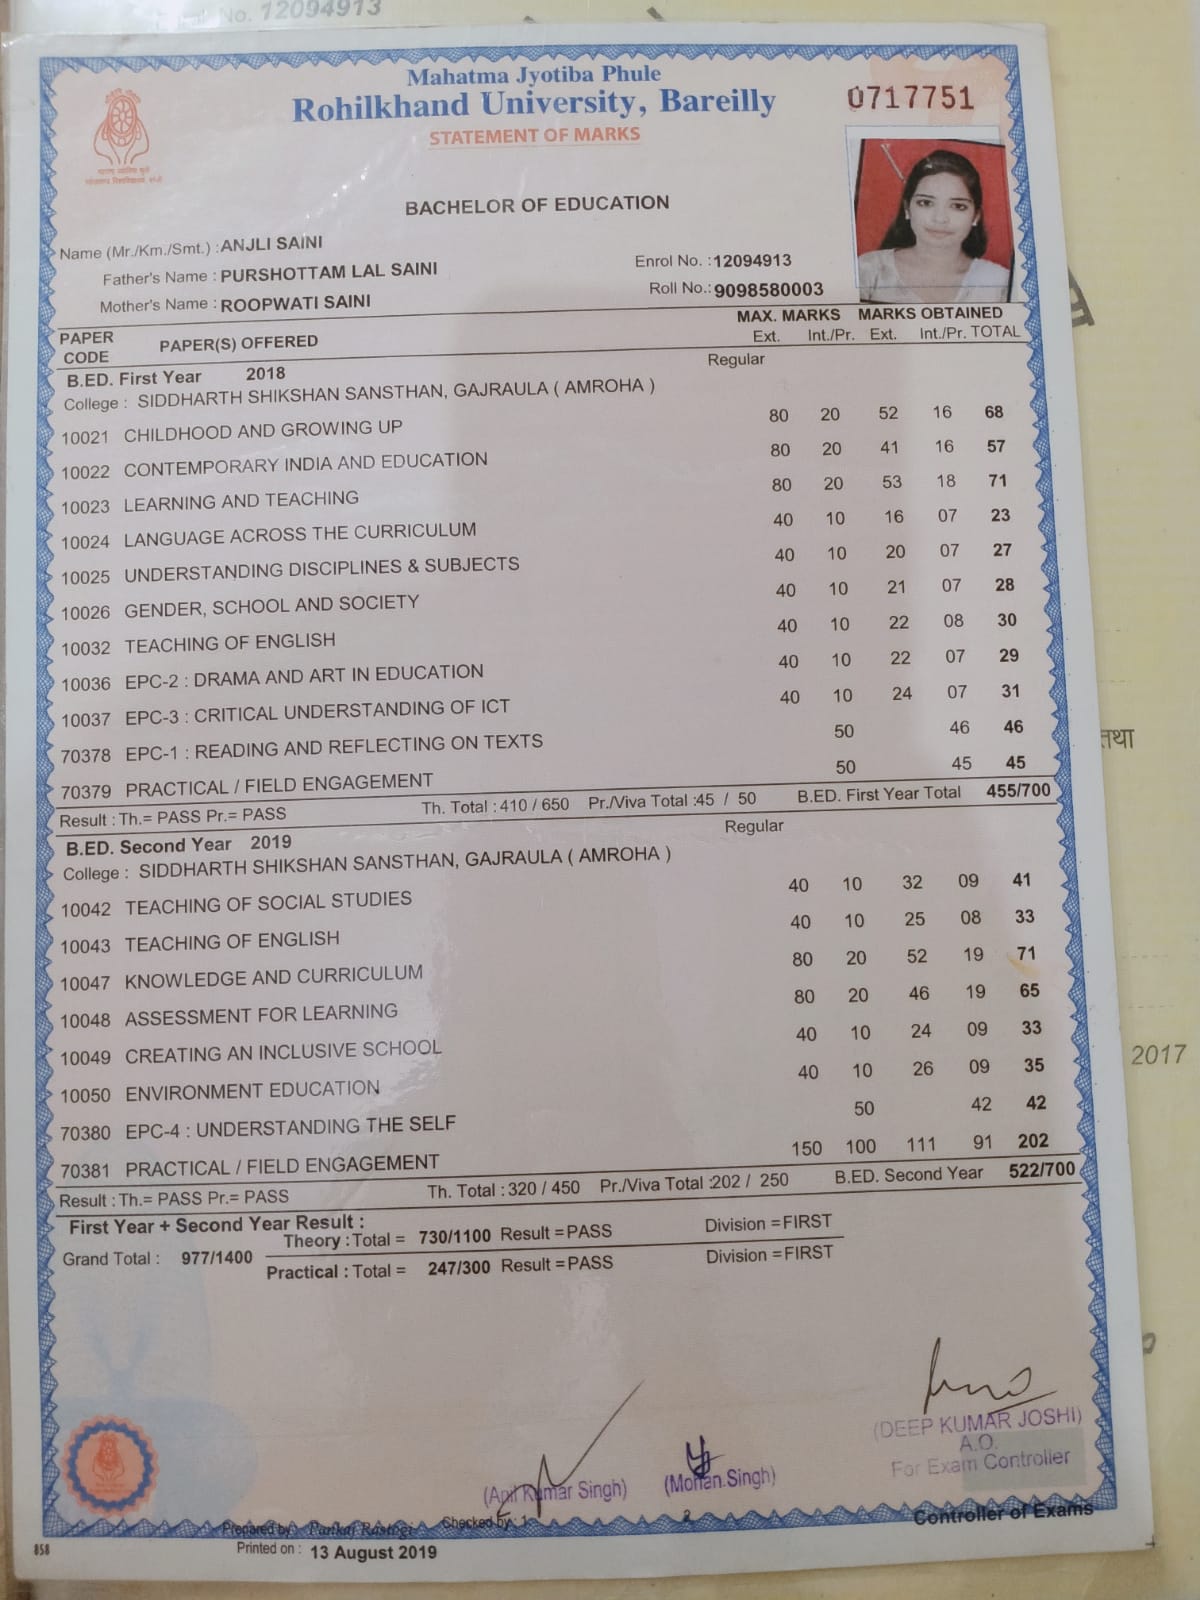 No. 12094913
Mahatma Jyotiba Phule
Rohilkhand University, Bareilly
0717751
STATEMENT OF MARKS
BACHELOR OF EDUCATION
Name (Mr./Km./Smt.) : ANJLI SAINI
Father's Name : PURSHOTTAM LAL SAINI
Enrol No. : 12094913
Mother's Name : ROOPWATI SAINI
Roll No.: 9098580003
PAPER CODE PAPER(S) OFFERED MAX. MARKS MARKS OBTAINED
Ext. Int./Pr. Ext. Int./Pr. TOTAL
B.ED. First Year 2018 Regular
College : SIDDHARTH SHIKSHAN SANSTHAN, GAJRAULA ( AMROHA )
10021 CHILDHOOD AND GROWING UP 80 20 52 16 68
10022 CONTEMPORARY INDIA AND EDUCATION 80 20 41 16 57
10023 LEARNING AND TEACHING 80 20 53 18 71
10024 LANGUAGE ACROSS THE CURRICULUM 40 10 16 07 23
10025 UNDERSTANDING DISCIPLINES & SUBJECTS 40 10 20 07 27
10026 GENDER, SCHOOL AND SOCIETY 40 10 21 07 28
10032 TEACHING OF ENGLISH 40 10 22 08 30
10036 EPC-2 : DRAMA AND ART IN EDUCATION 40 10 22 07 29
10037 EPC-3 : CRITICAL UNDERSTANDING OF ICT 40 10 24 07 31
70378 EPC-1 : READING AND REFLECTING ON TEXTS 50 46 46
70379 PRACTICAL / FIELD ENGAGEMENT 50 45 45
Result : Th.= PASS Pr.= PASS Th. Total : 410 / 650 Pr./Viva Total :45 / 50 B.ED. First Year Total 455/700
B.ED. Second Year 2019 Regular
College : SIDDHARTH SHIKSHAN SANSTHAN, GAJRAULA ( AMROHA )
10042 TEACHING OF SOCIAL STUDIES 40 10 32 09 41
10043 TEACHING OF ENGLISH 40 10 25 08 33
10047 KNOWLEDGE AND CURRICULUM 80 20 52 19 71
10048 ASSESSMENT FOR LEARNING 80 20 46 19 65
10049 CREATING AN INCLUSIVE SCHOOL 40 10 24 09 33
10050 ENVIRONMENT EDUCATION 40 10 26 09 35
70380 EPC-4 : UNDERSTANDING THE SELF 50 42 42
70381 PRACTICAL / FIELD ENGAGEMENT 150 100 111 91 202
Result : Th.= PASS Pr.= PASS Th. Total : 320 / 450 Pr./Viva Total :202 / 250 B.ED. Second Year 522/700
First Year + Second Year Result :
Theory : Total = 730/1100 Result = PASS Division = FIRST
Grand Total : 977/1400
Practical : Total = 247/300 Result = PASS Division = FIRST
तथा
2017
(DEEP KUMAR JOSHI)
A.O.
For Exam Controller
(Anil Kumar Singh) (Mohan Singh)
Controller of Exams
Prepared by Pankaj Rastogi Checked by: 1 2
Printed on : 13 August 2019
858